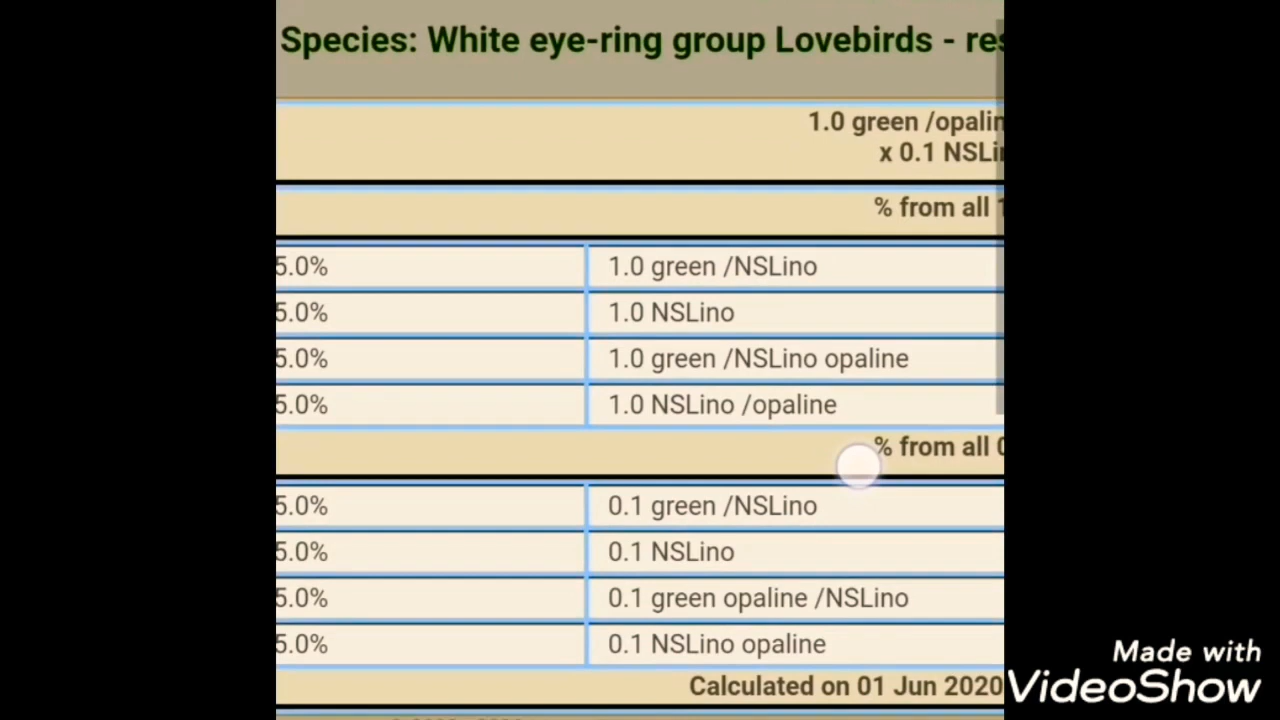 Species: White eye-ring group Lovebirds -
1.0 green
x 0.1
% from all
5.0% 1.0 green /NSLino
5.0% 1.0 NSLino
5.0% 1.0 green /NSLino opaline
5.0% 1.0 NSLino /opaline
% from all
5.0% 0.1 green /NSLino
5.0% 0.1 NSLino
5.0% 0.1 green opaline /NSLino
5.0% 0.1 NSLino opaline
Calculated on 01 Jun 2020
Made with
VideoShow